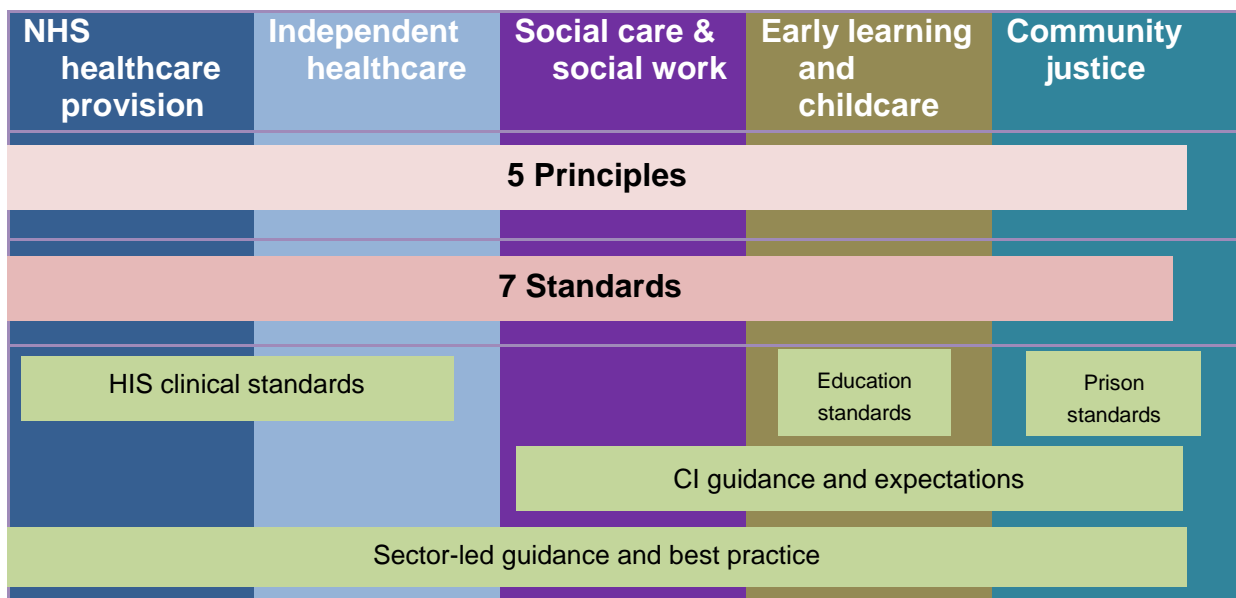 NHS
healthcare
provision
Independent
healthcare
Social care &
social work
Early learning
and
childcare
Community
justice
5 Principles
7 Standards
HIS clinical standards
Education
standards
Prison
standards
CI guidance and expectations
Sector-led guidance and best practice